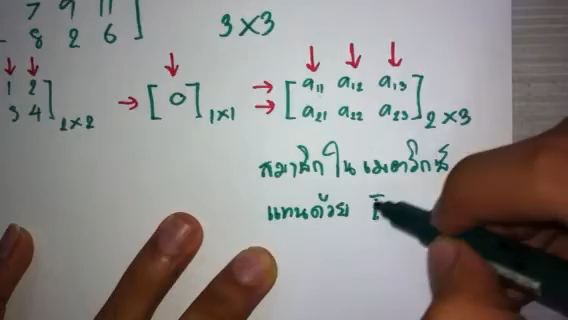 7 9 11
8 2 6 ] 3×3
1 2
3 4 ]2×2 → [ 0 ]1×1 → [ a11 a12 a13
a21 a22 a23 ]2×3
สมาชิกใน เมตริกซ์
แทนด้วย